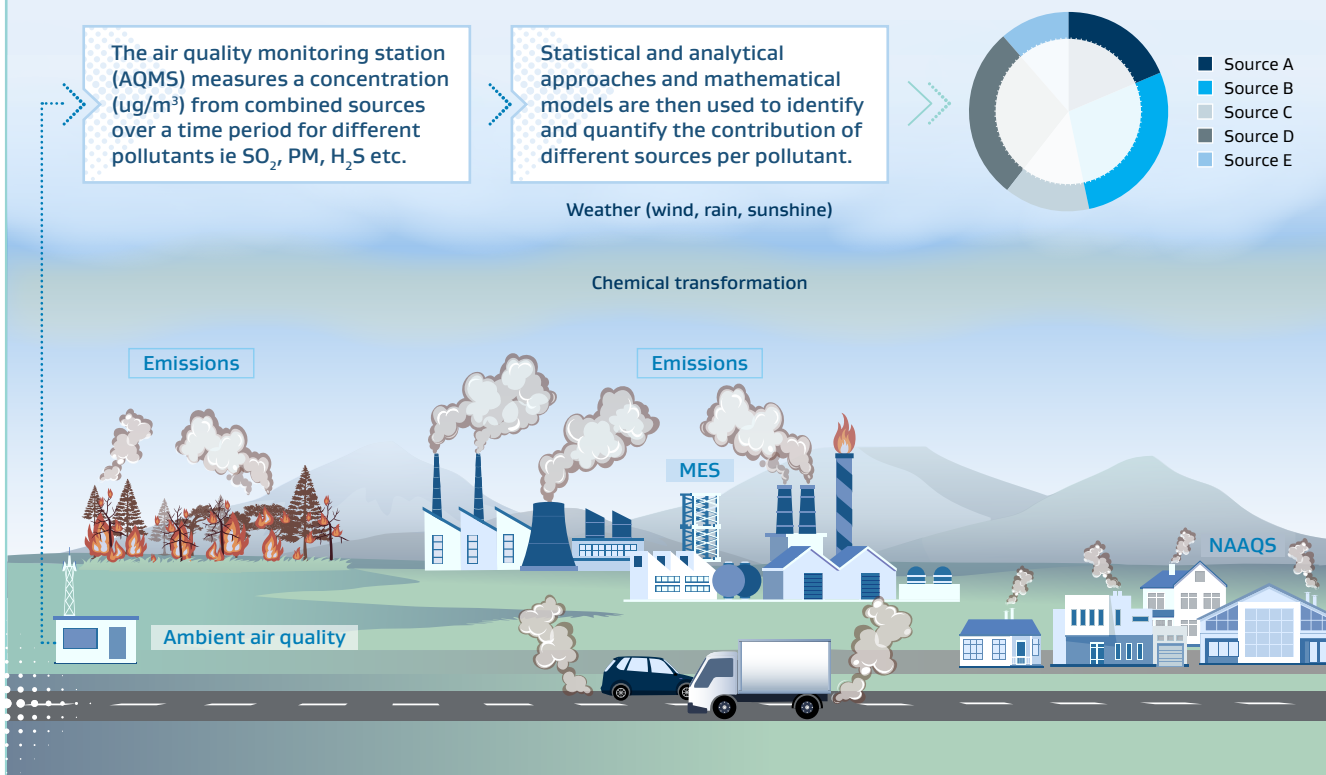 The air quality monitoring station
(AQMS) measures a concentration
(ug/m³) from combined sources
over a time period for different
pollutants ie SO₂, PM, H₂S etc.
Statistical and analytical
approaches and mathematical
models are then used to identify
and quantify the contribution of
different sources per pollutant.
Source A
Source B
Source C
Source D
Source E
Weather (wind, rain, sunshine)
Chemical transformation
Emissions
Emissions
MES
NAAQS
Ambient air quality